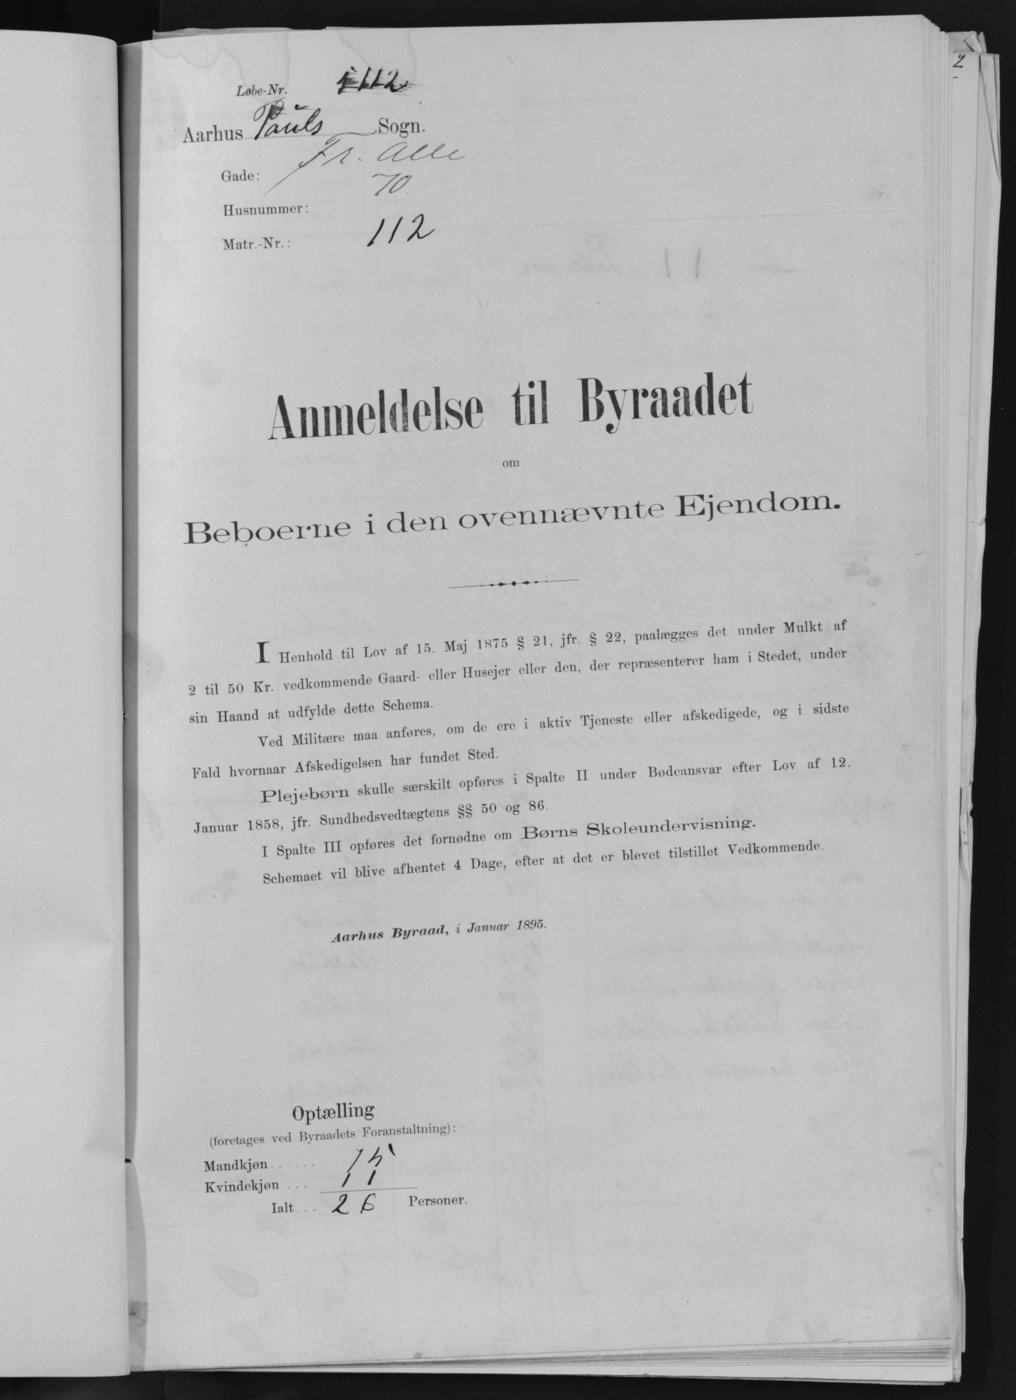 Løbe-Nr. 112
Aarhus Pauls Sogn.
Gade: Fr. Alle
Husnummer: 70
Matr.-Nr.: 112
Anmeldelse til Byraadet
om
Beboerne i den ovennævnte Ejendom.
I Henhold til Lov af 15. Maj 1875 § 21, jfr. § 22, paalægges det under Mulkt af
2 til 50 Kr. vedkommende Gaard- eller Husejer eller den, der repræsenterer ham i Stedet, under
sin Haand at udfylde dette Schema.
Ved Militære maa anføres, om de ere i aktiv Tjeneste eller afskedigede, og i sidste
Fald hvornaar Afskedigelsen har fundet Sted.
Plejebørn skulle særskilt opføres i Spalte II under Bødeansvar efter Lov af 12.
Januar 1858, jfr. Sundhedsvedtægtens §§ 50 og 86.
I Spalte III opføres det fornødne om Børns Skoleundervisning.
Schemaet vil blive afhentet 4 Dage, efter at det er blevet tilstillet Vedkommende.
Aarhus Byraad, i Januar 1895.
Optælling
(foretages ved Byraadets Foranstaltning):
Mandkjøn...... 15
Kvindekjøn.... 11
Ialt... 26 Personer.
2